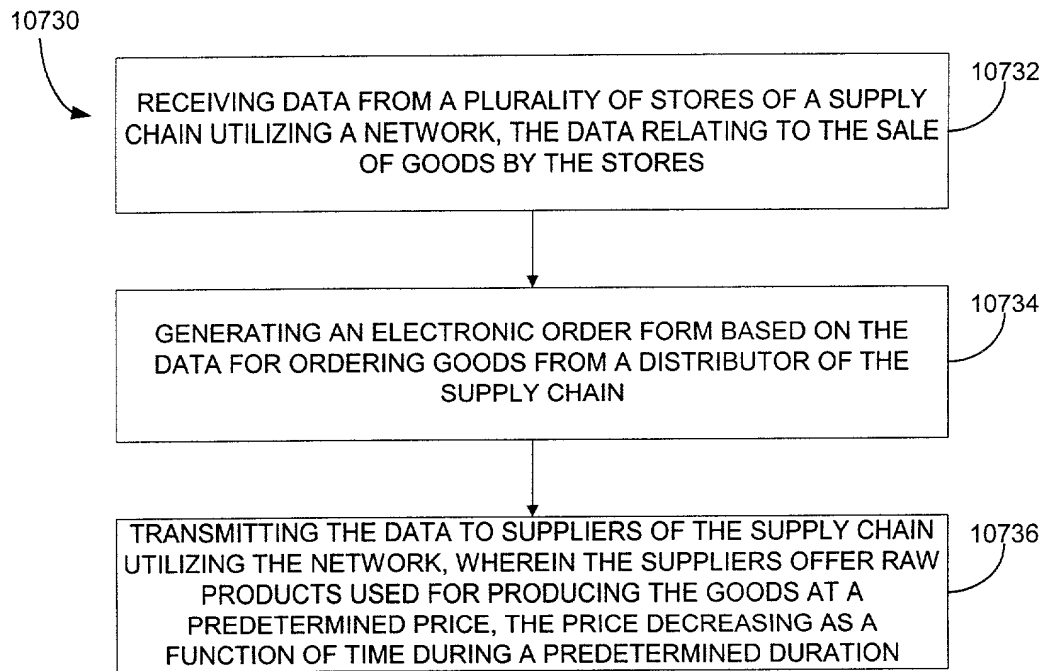 10730
10732
RECEIVING DATA FROM A PLURALITY OF STORES OF A SUPPLY
CHAIN UTILIZING A NETWORK, THE DATA RELATING TO THE SALE
OF GOODS BY THE STORES
10734
GENERATING AN ELECTRONIC ORDER FORM BASED ON THE
DATA FOR ORDERING GOODS FROM A DISTRIBUTOR OF THE
SUPPLY CHAIN
10736
TRANSMITTING THE DATA TO SUPPLIERS OF THE SUPPLY CHAIN
UTILIZING THE NETWORK, WHEREIN THE SUPPLIERS OFFER RAW
PRODUCTS USED FOR PRODUCING THE GOODS AT A
PREDETERMINED PRICE, THE PRICE DECREASING AS A
FUNCTION OF TIME DURING A PREDETERMINED DURATION